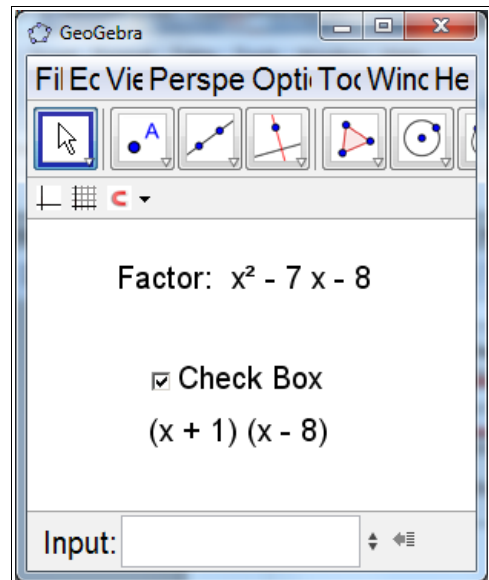 GeoGebra
Fil Ec Vie Perspe Opti Toc Winc He
A
Factor: x² - 7 x - 8
Check Box
(x + 1) (x - 8)
Input: